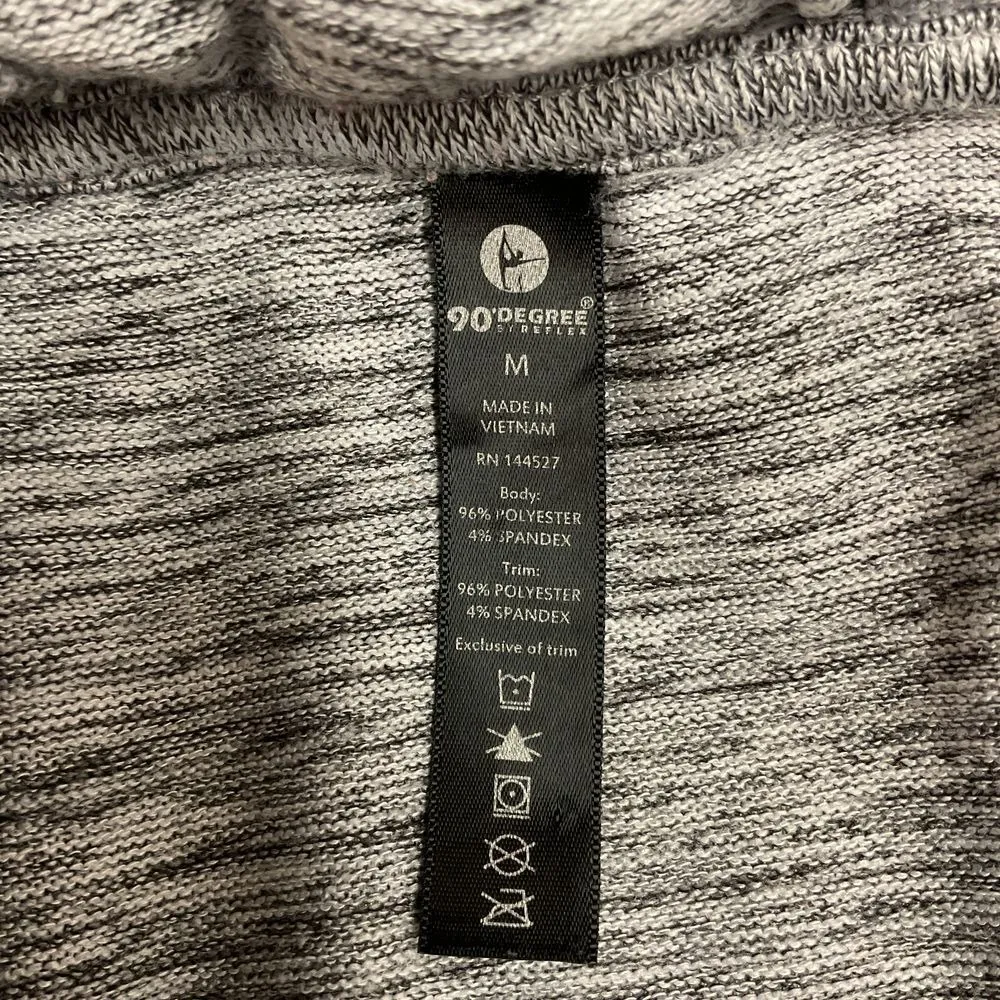 90°DEGREE®
BY REFLEX
M
MADE IN
VIETNAM
RN 144527
Body:
96% POLYESTER
4% SPANDEX
Trim:
96% POLYESTER
4% SPANDEX
Exclusive of trim